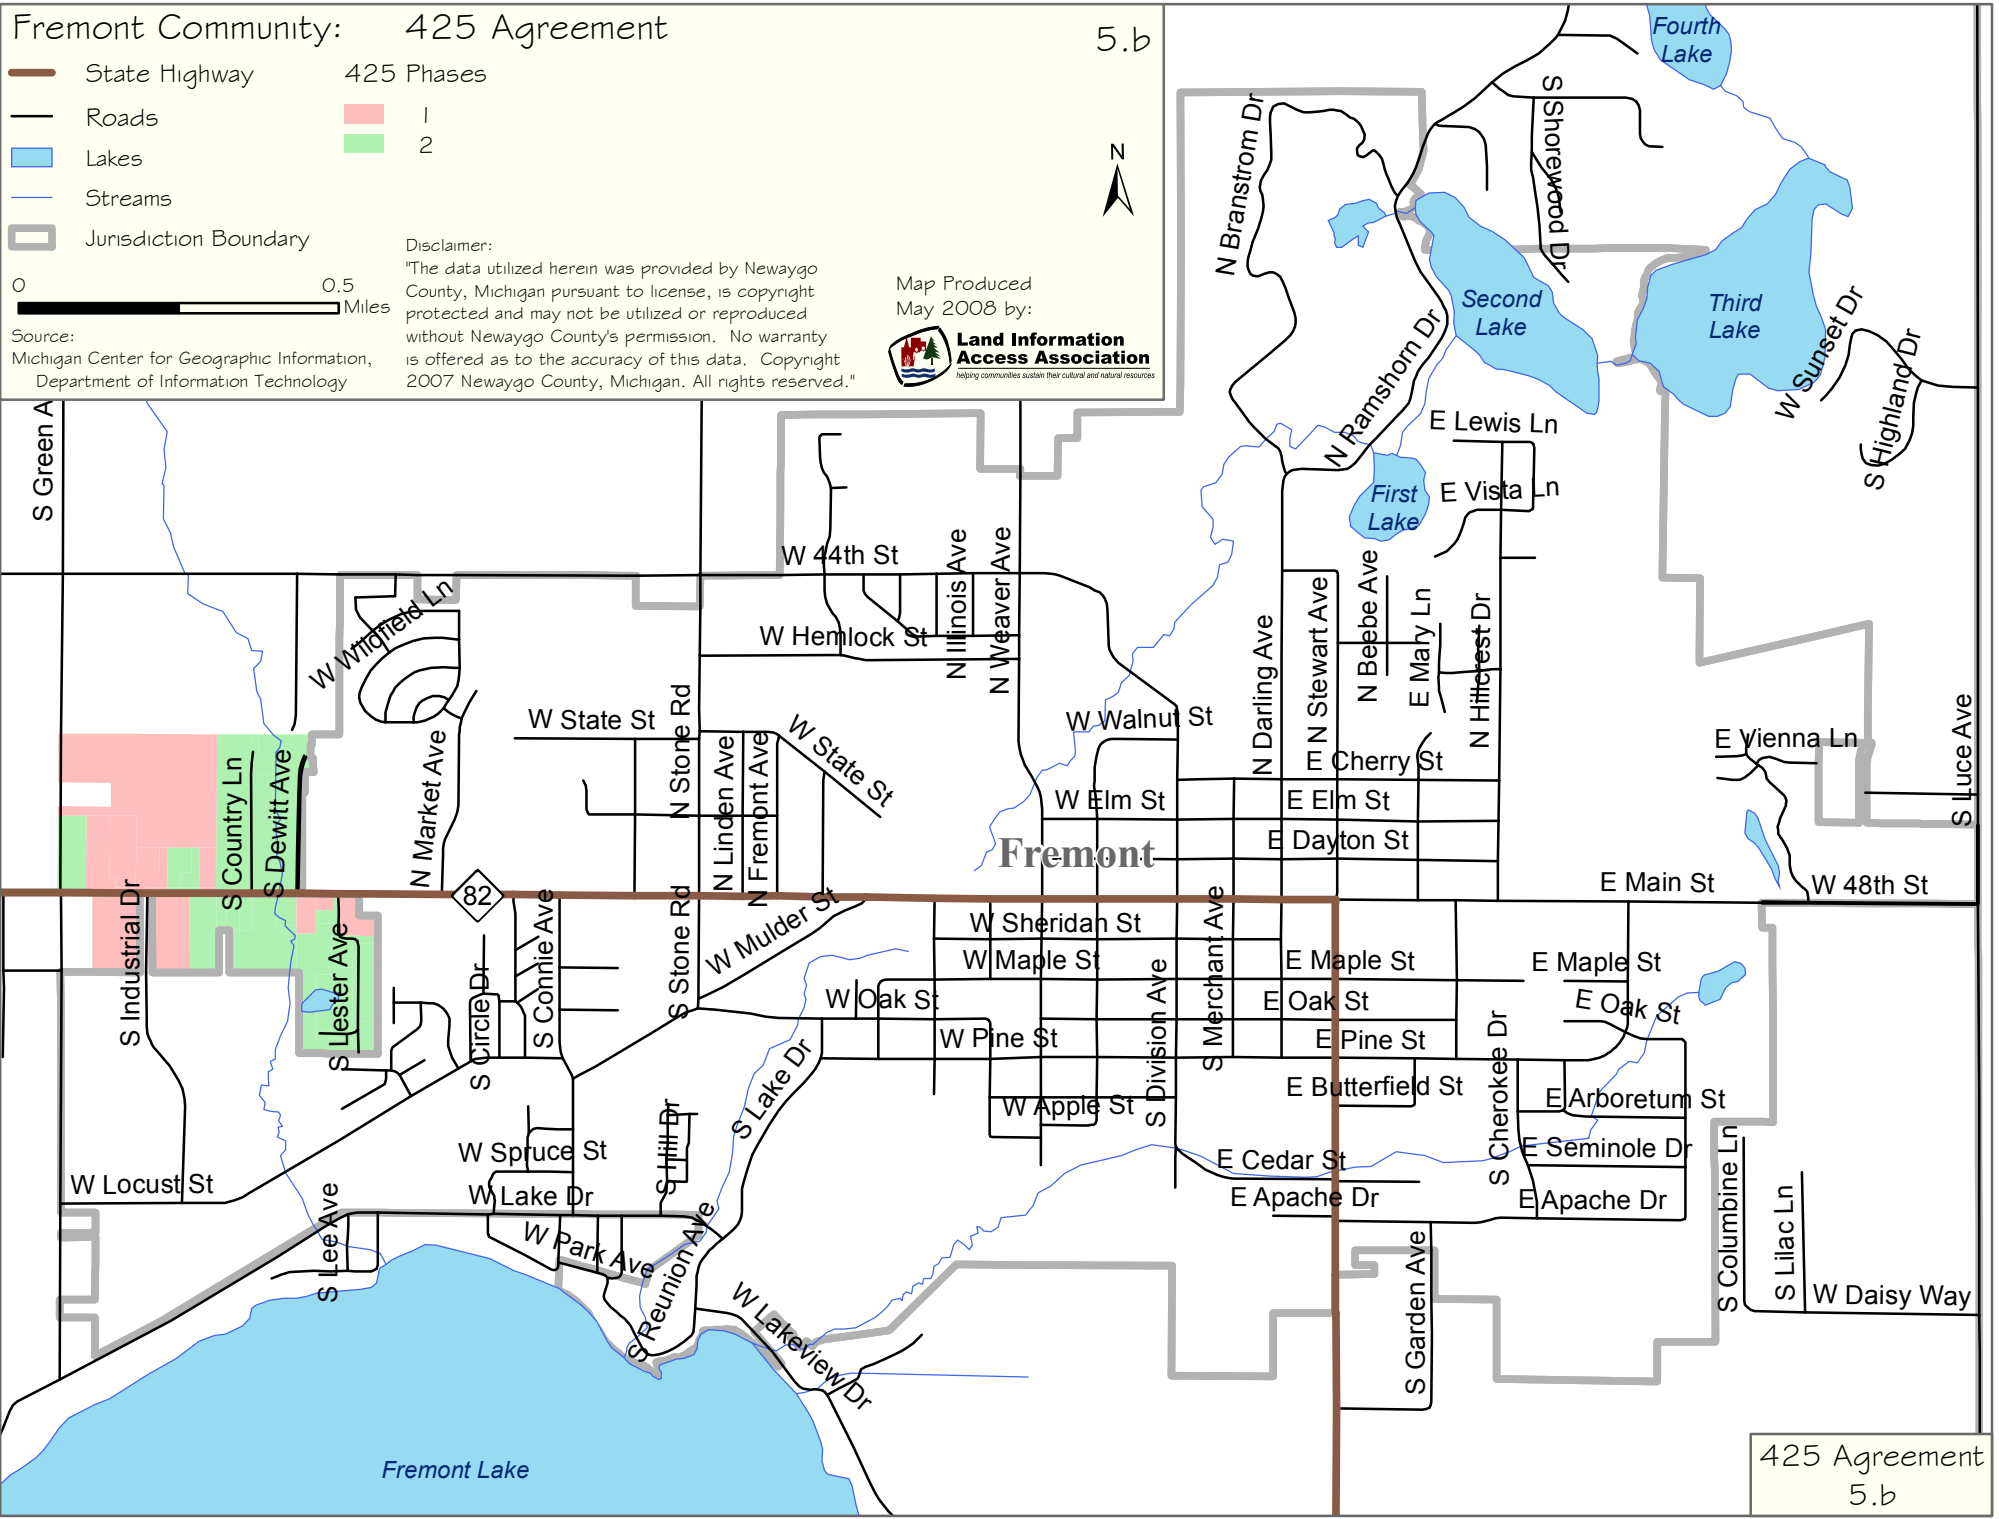 Fremont Community: 425 Agreement
5.b
State Highway
Roads
Lakes
Streams
Jurisdiction Boundary
425 Phases
1
2
N
0 0.5
Miles
Source:
Michigan Center for Geographic Information,
Department of Information Technology
Disclaimer:
"The data utilized herein was provided by Newaygo
County, Michigan pursuant to license, is copyright
protected and may not be utilized or reproduced
without Newaygo County's permission. No warranty
is offered as to the accuracy of this data. Copyright
2007 Newaygo County, Michigan. All rights reserved."
Map Produced
May 2008 by:
Land Information
Access Association
helping communities sustain their cultural and natural resources
Fourth
Lake
S Shorewood Dr
N Branstrom Dr
Second
Lake
Third
Lake
W Sunset Dr
S Highland Dr
N Ramshorn Dr
E Lewis Ln
E Vista Ln
First
Lake
S Green A
W 44th St
N Illinois Ave
N Weaver Ave
W Hemlock St
W Wildfield Ln
N Beebe Ave
N Stewart Ave
E Mary Ln
N Hillcrest Dr
N Darling Ave
W State St
N Stone Rd
W State St
W Walnut St
E Cherry St
E Vienna Ln
S Luce Ave
N Market Ave
N Linden Ave
N Fremont Ave
S Country Ln
S Dewitt Ave
W Elm St
E Elm St
E Dayton St
Fremont
82
E Main St
W 48th St
S Industrial Dr
S Lester Ave
S Circle Dr
S Connie Ave
S Stone Rd
W Mulder St
W Sheridan St
W Maple St
S Merchant Ave
E Maple St
E Maple St
W Oak St
E Oak St
E Oak St
W Pine St
E Pine St
S Division Ave
S Cherokee Dr
S Lake Dr
E Butterfield St
E Arboretum St
W Apple St
S Hill Dr
W Spruce St
E Seminole Dr
E Cedar St
W Locust St
W Lake Dr
E Apache Dr
E Apache Dr
S Columbine Ln
S Lilac Ln
S Lee Ave
W Park Ave
S Reunion Ave
W Lakeview Dr
S Garden Ave
W Daisy Way
Fremont Lake
425 Agreement
5.b